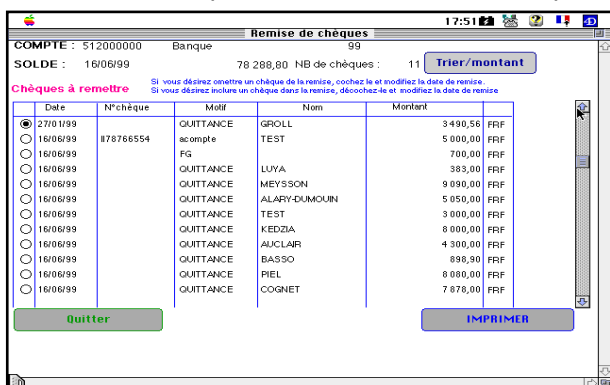 17:51
Remise de chèques
COMPTE : 512000000 Banque 99
SOLDE : 16/06/99 78 288,80 NB de chèques : 11 Trier/montant
Chèques à remettre
Si vous désirez omettre un chèque de la remise, cochez le et modifiez la date de remise.
Si vous désirez inclure un chèque dans la remise, décochez-le et modifiez la date de remise
Date N°chèque Motif Nom Montant
27/01/99 QUITTANCE GROLL 3 490,56 FRF
16/06/99 II78766554 acompte TEST 5 000,00 FRF
16/06/99 FG 700,00 FRF
16/06/99 QUITTANCE LUYA 383,00 FRF
16/06/99 QUITTANCE MEYSSON 9 090,00 FRF
16/06/99 QUITTANCE ALARY-DUMOUIN 5 050,00 FRF
16/06/99 QUITTANCE TEST 3 000,00 FRF
16/06/99 QUITTANCE KEDZIA 8 000,00 FRF
16/06/99 QUITTANCE AUCLAIR 4 300,00 FRF
16/06/99 QUITTANCE BASSO 898,90 FRF
16/06/99 QUITTANCE PIEL 8 080,00 FRF
16/06/99 QUITTANCE COGNET 7 878,00 FRF
Quitter IMPRIMER